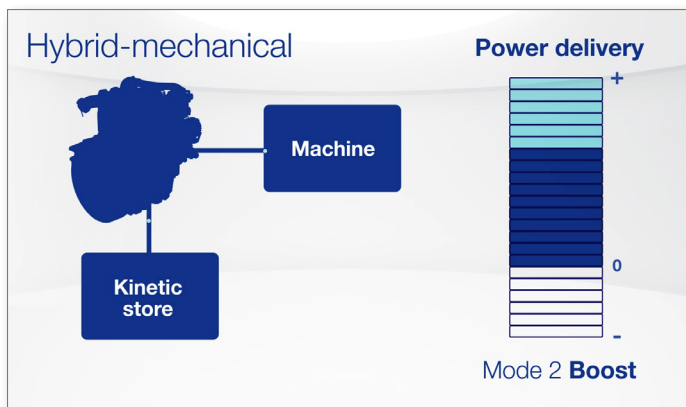 Hybrid-mechanical
Power delivery
+
Machine
0
Kinetic
store
-
Mode 2 Boost